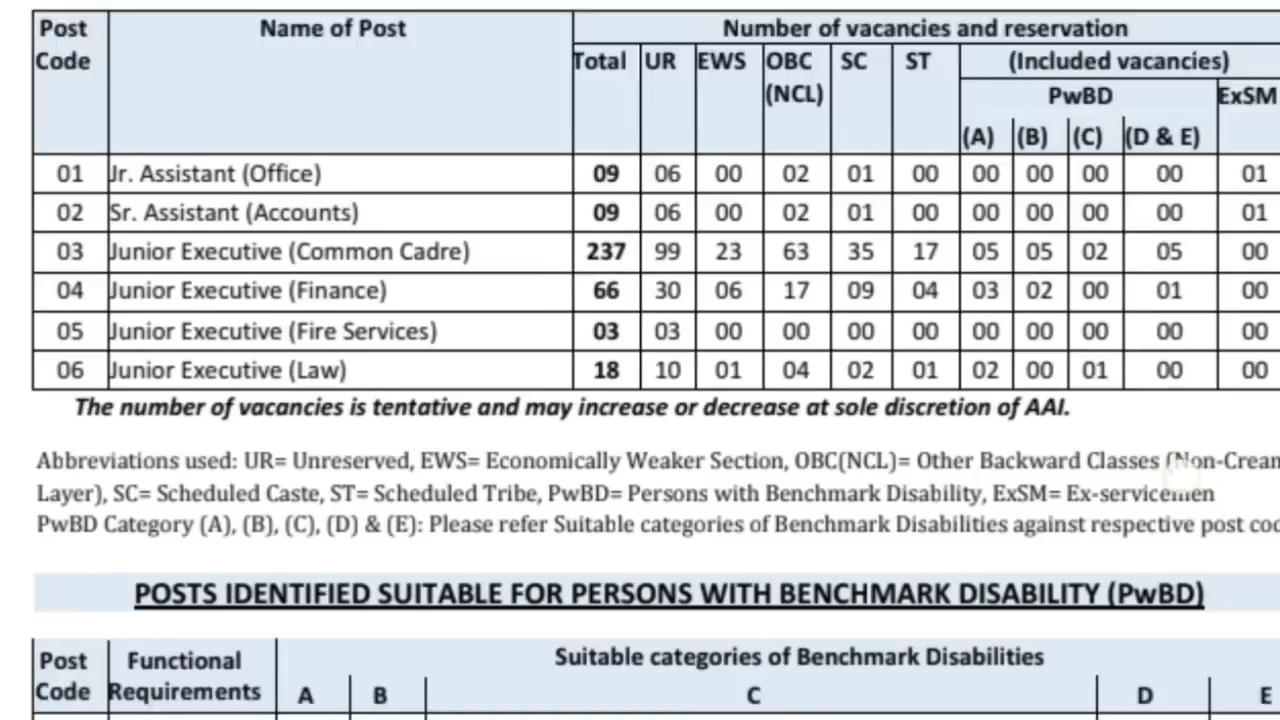 Post Code Name of Post Number of vacancies and reservation
Total UR EWS OBC (NCL) SC ST (Included vacancies)
PwBD ExSM
(A) (B) (C) (D & E)
01 Jr. Assistant (Office) 09 06 00 02 01 00 00 00 00 00 01
02 Sr. Assistant (Accounts) 09 06 00 02 01 00 00 00 00 00 01
03 Junior Executive (Common Cadre) 237 99 23 63 35 17 05 05 02 05 00
04 Junior Executive (Finance) 66 30 06 17 09 04 03 02 00 01 00
05 Junior Executive (Fire Services) 03 03 00 00 00 00 00 00 00 00 00
06 Junior Executive (Law) 18 10 01 04 02 01 02 00 01 00 00
The number of vacancies is tentative and may increase or decrease at sole discretion of AAI.
Abbreviations used: UR= Unreserved, EWS= Economically Weaker Section, OBC(NCL)= Other Backward Classes (Non-Crean
Layer), SC= Scheduled Caste, ST= Scheduled Tribe, PwBD= Persons with Benchmark Disability, ExSM= Ex-servicemen
PwBD Category (A), (B), (C), (D) & (E): Please refer Suitable categories of Benchmark Disabilities against respective post
POSTS IDENTIFIED SUITABLE FOR PERSONS WITH BENCHMARK DISABILITY (PwBD)
Post Code Functional Requirements Suitable categories of Benchmark Disabilities
A B C D E